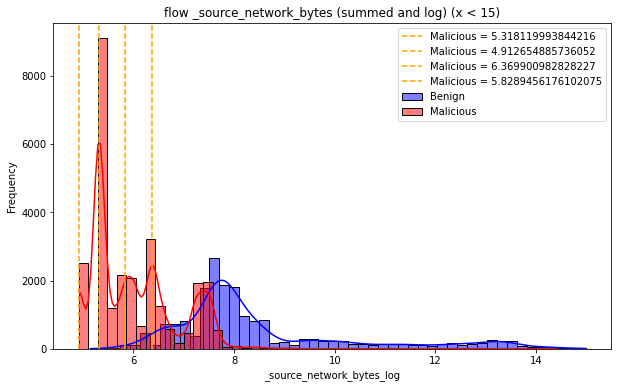 flow _source_network_bytes (summed and log) (x < 15)
Malicious = 5.318119993844216
Malicious = 4.912654885736052
Malicious = 6.369900982828227
Malicious = 5.8289456176102075
Benign
Malicious
Frequency
8000
6000
4000
2000
0
6 8 10 12 14
_source_network_bytes_log